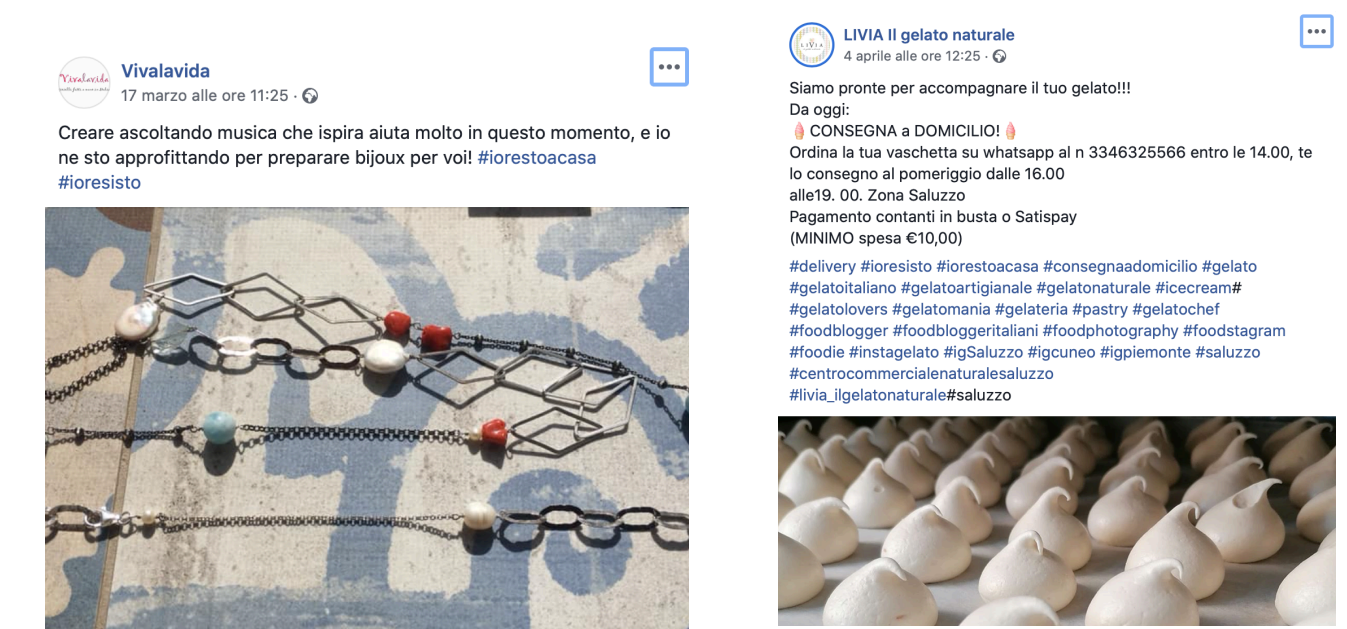 Vivalavida
Vivalavida
17 marzo alle ore 11:25 ·
Creare ascoltando musica che ispira aiuta molto in questo momento, e io
ne sto approfittando per preparare bijoux per voi! #iorestoacasa
#ioresisto
LIVIA
LIVIA Il gelato naturale
4 aprile alle ore 12:25 ·
Siamo pronte per accompagnare il tuo gelato!!!
Da oggi:
🍦CONSEGNA a DOMICILIO!🍦
Ordina la tua vaschetta su whatsapp al n 3346325566 entro le 14.00, te
lo consegno al pomeriggio dalle 16.00
alle19. 00. Zona Saluzzo
Pagamento contanti in busta o Satispay
(MINIMO spesa €10,00)
#delivery #ioresisto #iorestoacasa #consegnaadomicilio #gelato
#gelatoitaliano #gelatoartigianale #gelatonaturale #icecream#
#gelatolovers #gelatomania #gelateria #pastry #gelatochef
#foodblogger #foodbloggeritaliani #foodphotography #foodstagram
#foodie #instagelato #igSaluzzo #igcuneo #igpiemonte #saluzzo
#centrocommercialenaturalesaluzzo
#livia_ilgelatonaturale#saluzzo